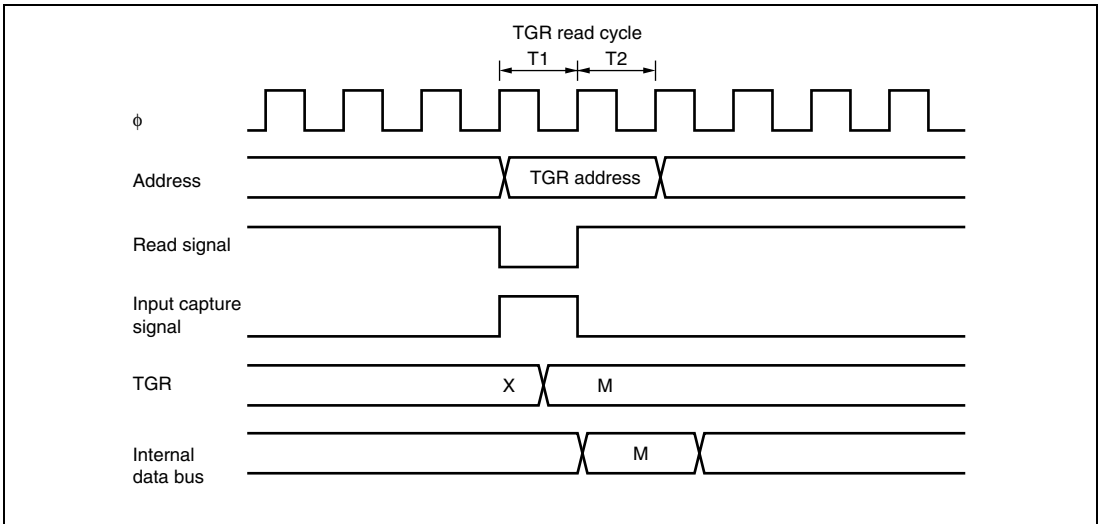 TGR read cycle
T1 T2
ϕ
Address
TGR address
Read signal
Input capture
signal
TGR
X M
Internal
data bus
M